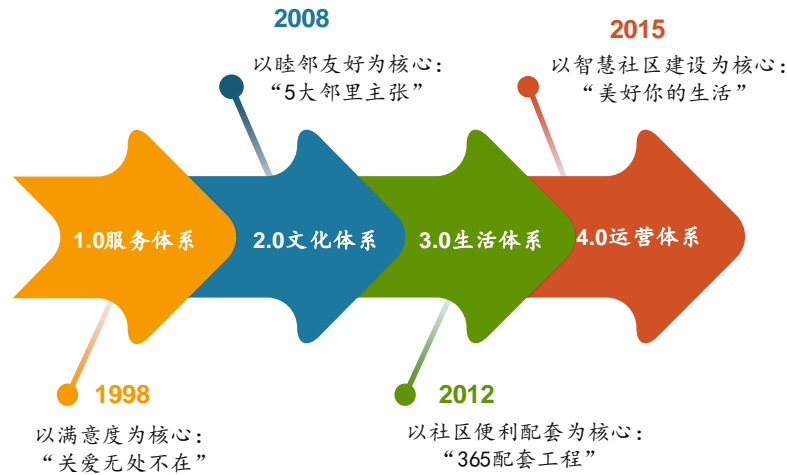 2008
以睦邻友好为核心：
“5大邻里主张”
2015
以智慧社区建设为核心：
“美好你的生活”
1.0服务体系
2.0文化体系
3.0生活体系
4.0运营体系
1998
以满意度为核心：
“关爱无处不在”
2012
以社区便利配套为核心：
“365配套工程”